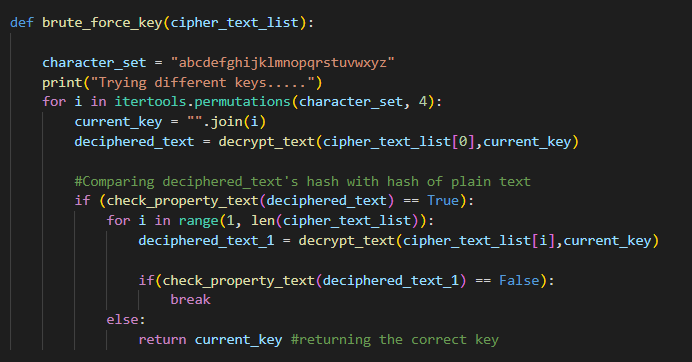 def brute_force_key(cipher_text_list):
character_set = "abcdefghijklmnopqrstuvwxyz"
print("Trying different keys.....")
for i in itertools.permutations(character_set, 4):
current_key = "".join(i)
deciphered_text = decrypt_text(cipher_text_list[0],current_key)
#Comparing deciphered_text's hash with hash of plain text
if (check_property_text(deciphered_text) == True):
for i in range(1, len(cipher_text_list)):
deciphered_text_1 = decrypt_text(cipher_text_list[i],current_key)
if(check_property_text(deciphered_text_1) == False):
break
else:
return current_key #returning the correct key